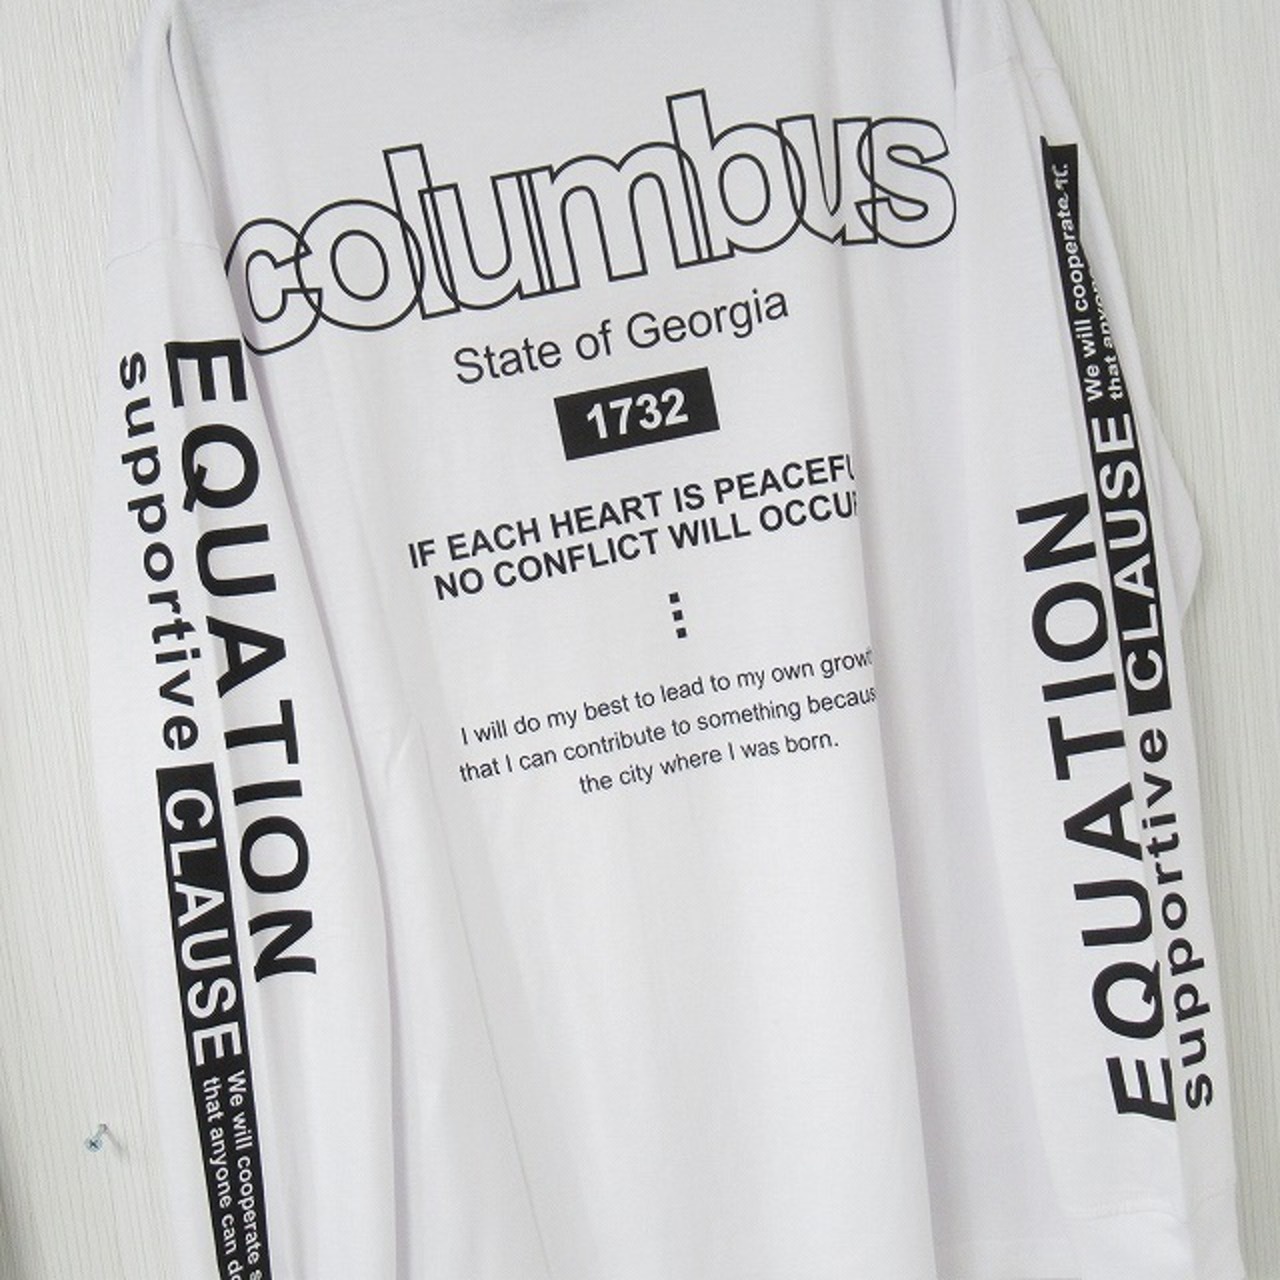 columbus
State of Georgia
1732
IF EACH HEART IS PEACEFU
NO CONFLICT WILL OCCU
I will do my best to lead to my own growt
that I can contribute to something becaus
the city where I was born.
EQUATION
supportive CLAUSE
We will cooperate s
that anyone can do
EQUATION
supportive CLAUSE
We will cooperate
that